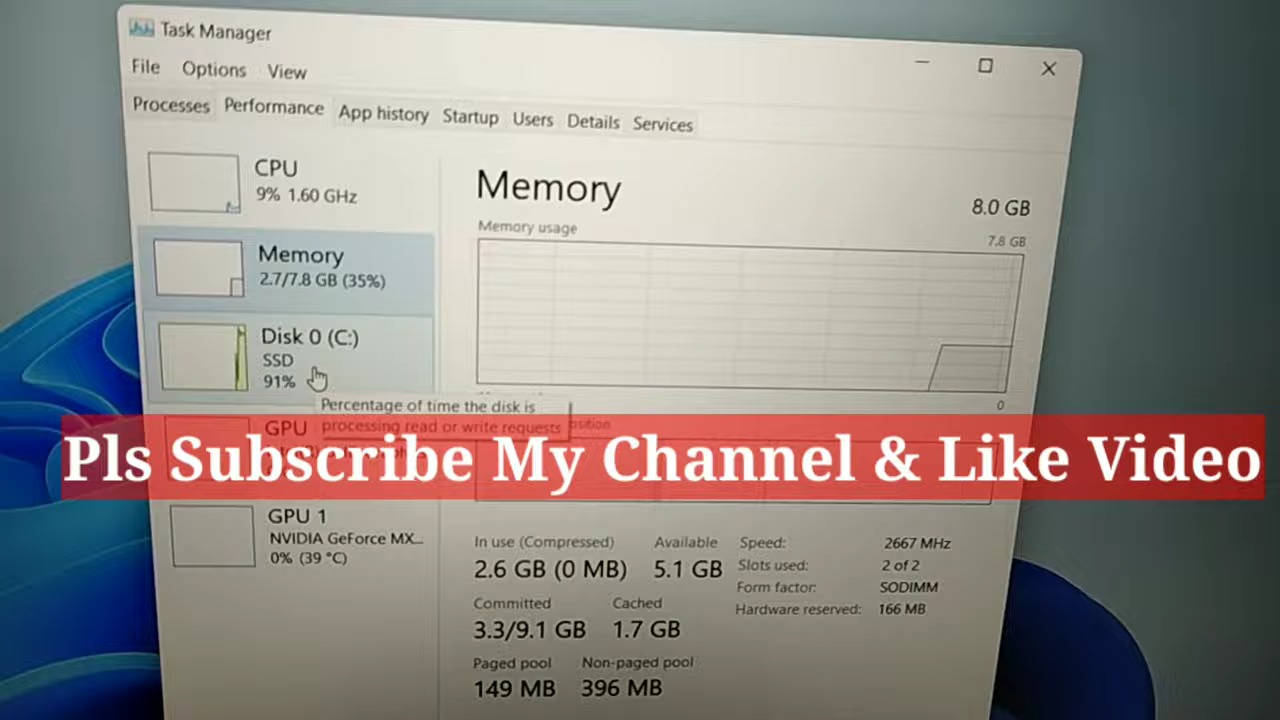 Task Manager
File Options View
Processes Performance App history Startup Users Details Services
CPU
9% 1.60 GHz
Memory
2.7/7.8 GB (35%)
Disk 0 (C:)
SSD
91%
Percentage of time the disk is
processing read or write requests
GPU
GPU 1
NVIDIA GeForce MX...
0% (39 °C)
Memory
8.0 GB
Memory usage
7.8 GB
0
Pls Subscribe My Channel & Like Video
In use (Compressed)
2.6 GB (0 MB)
Available
5.1 GB
Committed
3.3/9.1 GB
Cached
1.7 GB
Paged pool
149 MB
Non-paged pool
396 MB
Speed: 2667 MHz
Slots used: 2 of 2
Form factor: SODIMM
Hardware reserved: 166 MB